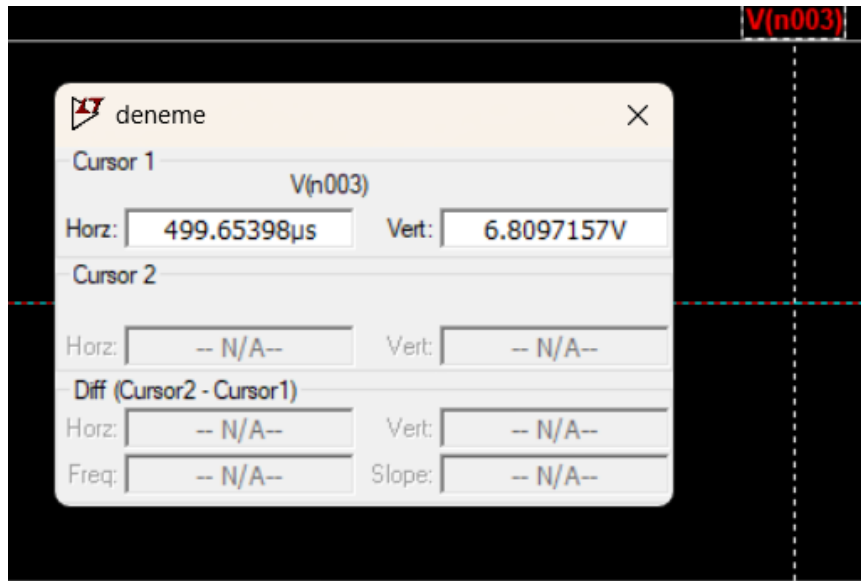 V(n003)
deneme
Cursor 1
V(n003)
Horz: 499.65398µs Vert: 6.8097157V
Cursor 2
Horz: -- N/A-- Vert: -- N/A--
Diff (Cursor2 - Cursor1)
Horz: -- N/A-- Vert: -- N/A--
Freq: -- N/A-- Slope: -- N/A--